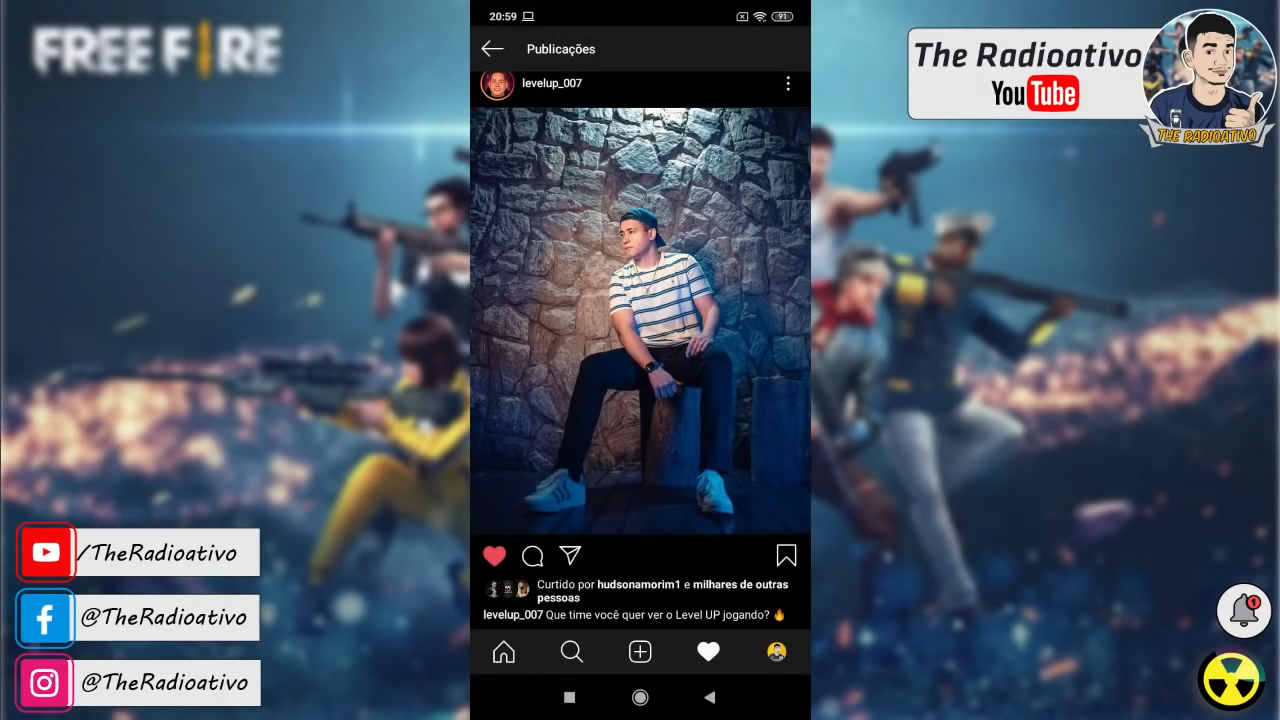 FREE FIRE
20:59
91
Publicações
levelup_007
Curtido por hudsonamorim1 e milhares de outras
pessoas
levelup_007 Que time você quer ver o Level UP jogando? 🔥
The Radioativo
YouTube
THE RADIOATIVO
/TheRadioativo
@TheRadioativo
@TheRadioativo
1